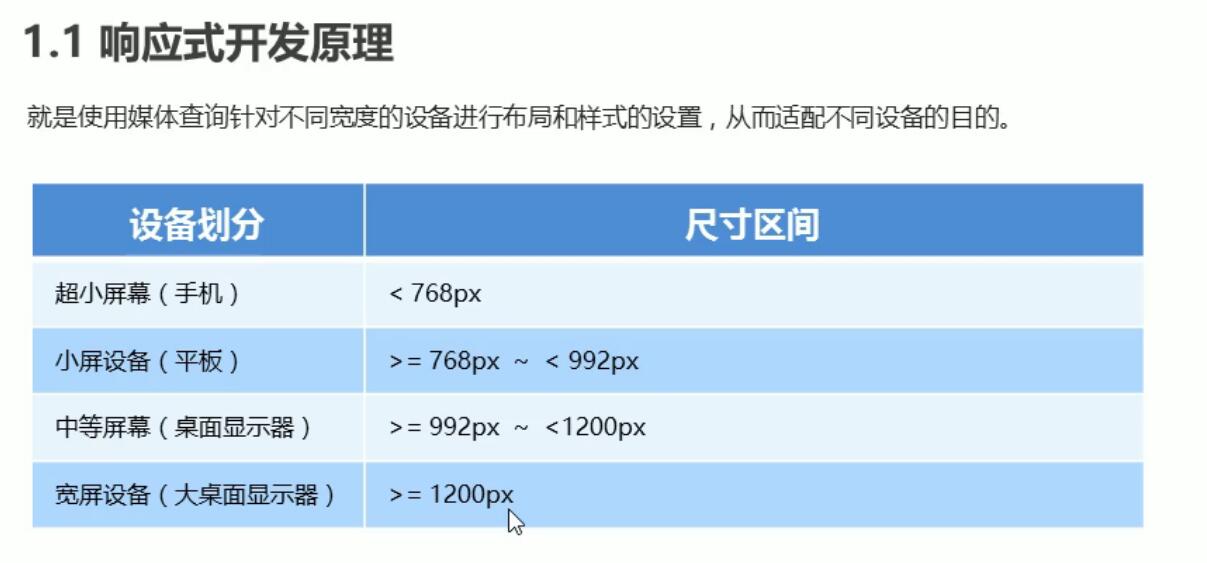 1.1 响应式开发原理
就是使用媒体查询针对不同宽度的设备进行布局和样式的设置，从而适配不同设备的目的。
设备划分 尺寸区间
超小屏幕（手机） < 768px
小屏设备（平板） >= 768px ~ < 992px
中等屏幕（桌面显示器） >= 992px ~ <1200px
宽屏设备（大桌面显示器） >= 1200px